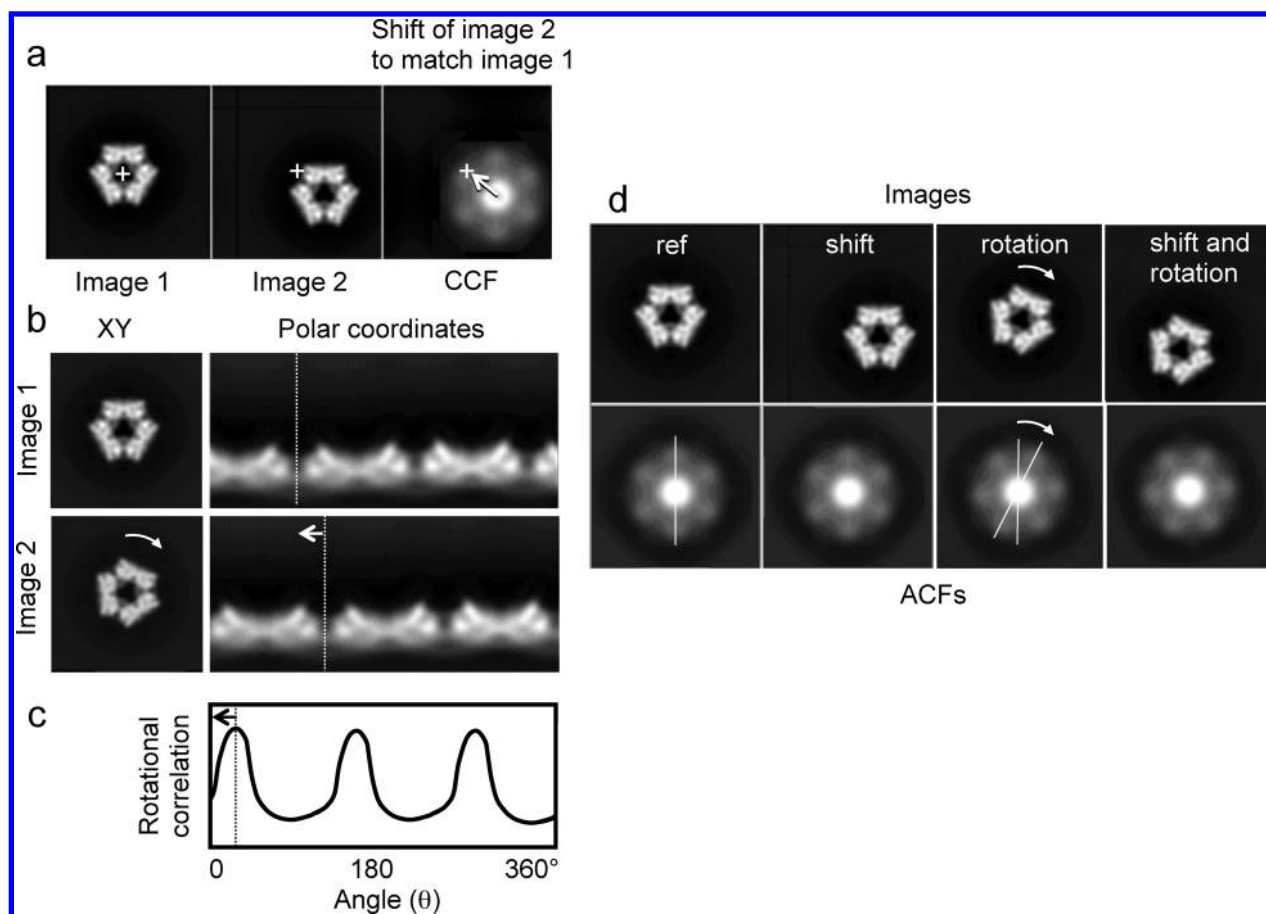 a
Shift of image 2
to match image 1
Image 1
Image 2
CCF
b
XY
Polar coordinates
Image 1
Image 2
c
Rotational
correlation
0
180
360°
Angle (θ)
d
Images
ref
shift
rotation
shift and
rotation
ACFs